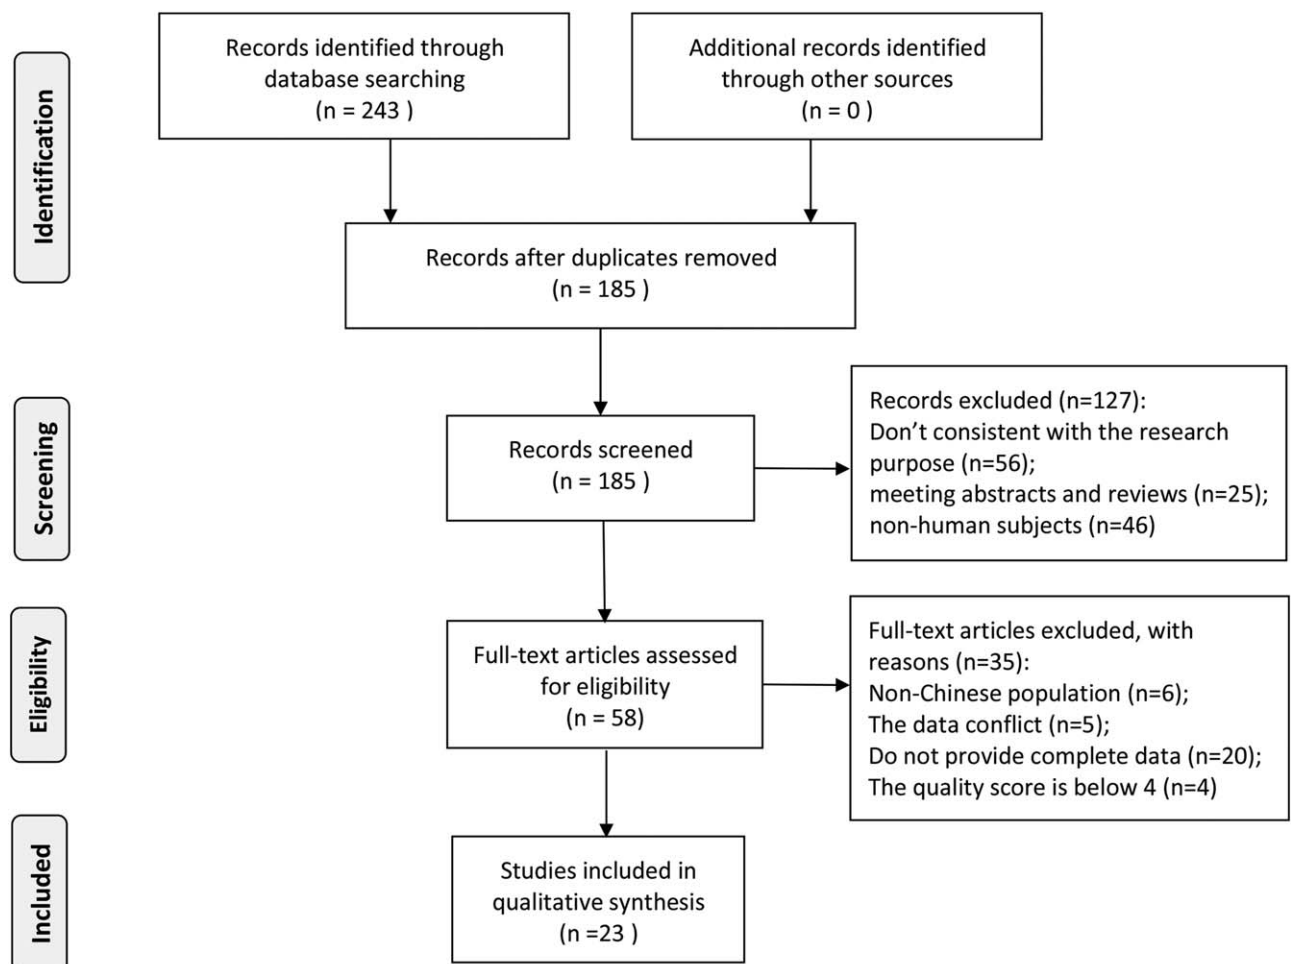 Identification
Records identified through
database searching
(n = 243 )
Additional records identified
through other sources
(n = 0 )
Records after duplicates removed
(n = 185 )
Screening
Records screened
(n = 185 )
Records excluded (n=127):
Don’t consistent with the research
purpose (n=56);
meeting abstracts and reviews (n=25);
non-human subjects (n=46)
Eligibility
Full-text articles assessed
for eligibility
(n = 58)
Full-text articles excluded, with
reasons (n=35):
Non-Chinese population (n=6);
The data conflict (n=5);
Do not provide complete data (n=20);
The quality score is below 4 (n=4)
Included
Studies included in
qualitative synthesis
(n =23 )